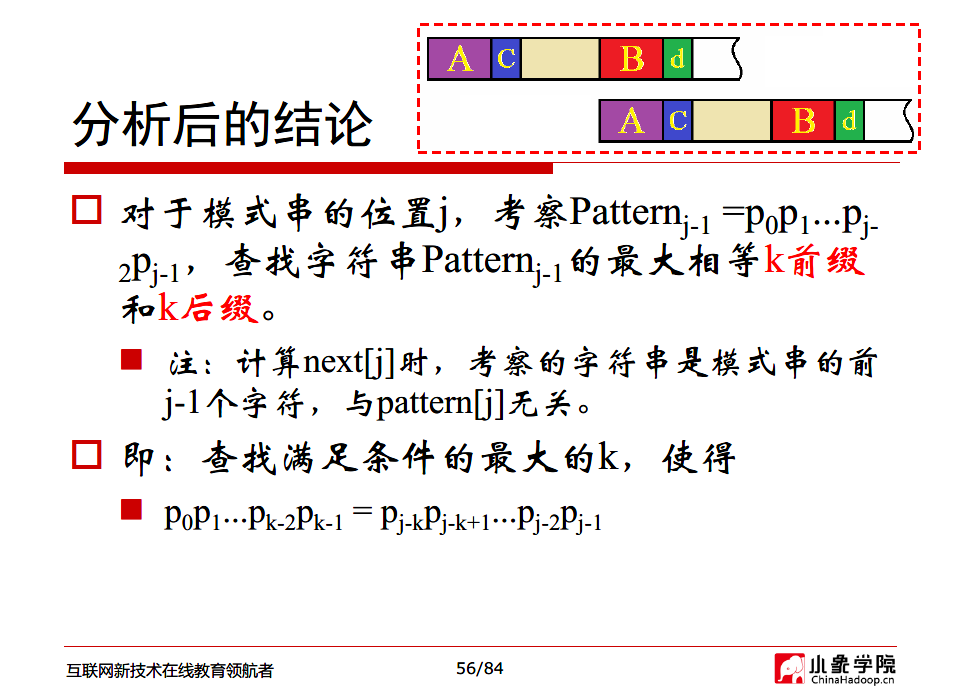 A C B d
A C B d
分析后的结论
对于模式串的位置j，考察Patternj-1 =p0p1...pj-
2pj-1，查找字符串Patternj-1的最大相等k前缀
和k后缀。
注：计算next[j]时，考察的字符串是模式串的前
j-1个字符，与pattern[j]无关。
即：查找满足条件的最大的k，使得
p0p1...pk-2pk-1 = pj-kpj-k+1...pj-2pj-1
互联网新技术在线教育领航者
56/84
小象学院
ChinaHadoop.cn